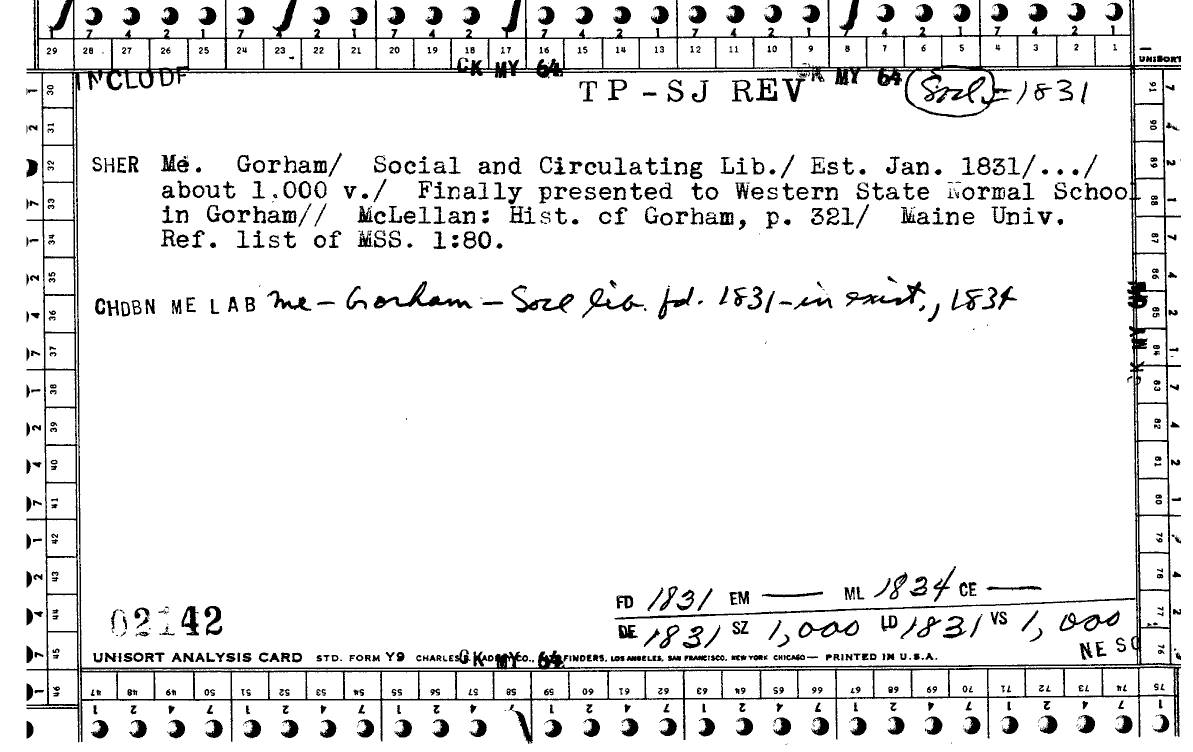 7 4 2 1 7 4 2 1 7 4 2 1 7 4 2 1 7 4 2 1 7 4 2 1
29 28 27 26 25 24 23 22 21 20 19 18 17 16 15 14 13 12 11 10 9 8 7 6 5 4 3 2 1
UNISORT
CK MY 64 CK MY 64
INCLUDE
TP-SJ REV Socl = 1831
SHER Me. Gorham/ Social and Circulating Lib./ Est. Jan. 1831/.../
about 1,000 v./ Finally presented to Western State Normal School
in Gorham// McLellan: Hist. of Gorham, p. 321/ Maine Univ.
Ref. list of MSS. 1:80.
CHDBN ME LAB Me - Gorham - Socl lib. fd. 1831 - in exist., 1834
30 31 32 33 34 35 36 37 38 39 40 41 42 43 44 45 46
91 90 89 88 87 86 85 84 83 82 81 80 79 78 77 76
FD 1831 EM — ML 1834 CE —
DE 1831 SZ 1,000 LD 1831 VS 1,000
02142
NE SO
UNISORT ANALYSIS CARD STD. FORM Y9 CHARLES R. HADLEY CO., PATHFINDERS, LOS ANGELES, SAN FRANCISCO, NEW YORK CHICAGO — PRINTED IN U.S.A.
CK MY 64
47 48 49 50 51 52 53 54 55 56 57 58 59 60 61 62 63 64 65 66 67 68 69 70 71 72 73 74 75